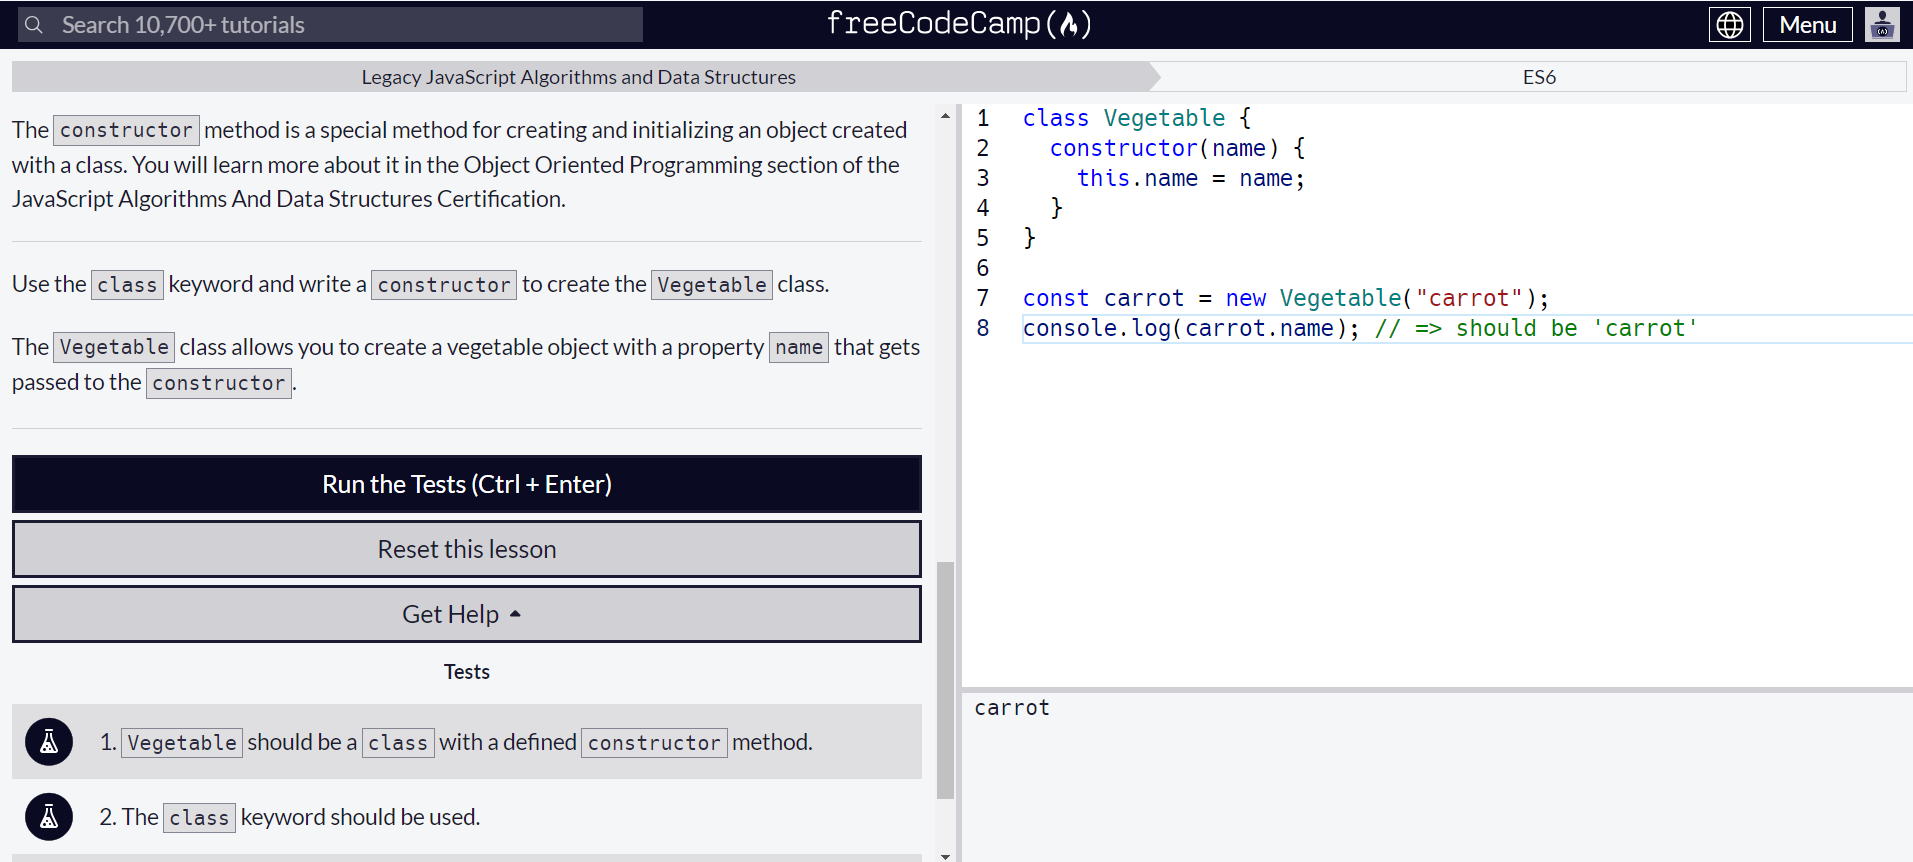 Search 10,700+ tutorials
freeCodeCamp
Menu
Legacy JavaScript Algorithms and Data Structures
ES6
The constructor method is a special method for creating and initializing an object created
with a class. You will learn more about it in the Object Oriented Programming section of the
JavaScript Algorithms And Data Structures Certification.
Use the class keyword and write a constructor to create the Vegetable class.
The Vegetable class allows you to create a vegetable object with a property name that gets
passed to the constructor.
Run the Tests (Ctrl + Enter)
Reset this lesson
Get Help
Tests
1. Vegetable should be a class with a defined constructor method.
2. The class keyword should be used.
1 class Vegetable {
2   constructor(name) {
3     this.name = name;
4   }
5 }
6
7 const carrot = new Vegetable("carrot");
8 console.log(carrot.name); // => should be 'carrot'
carrot